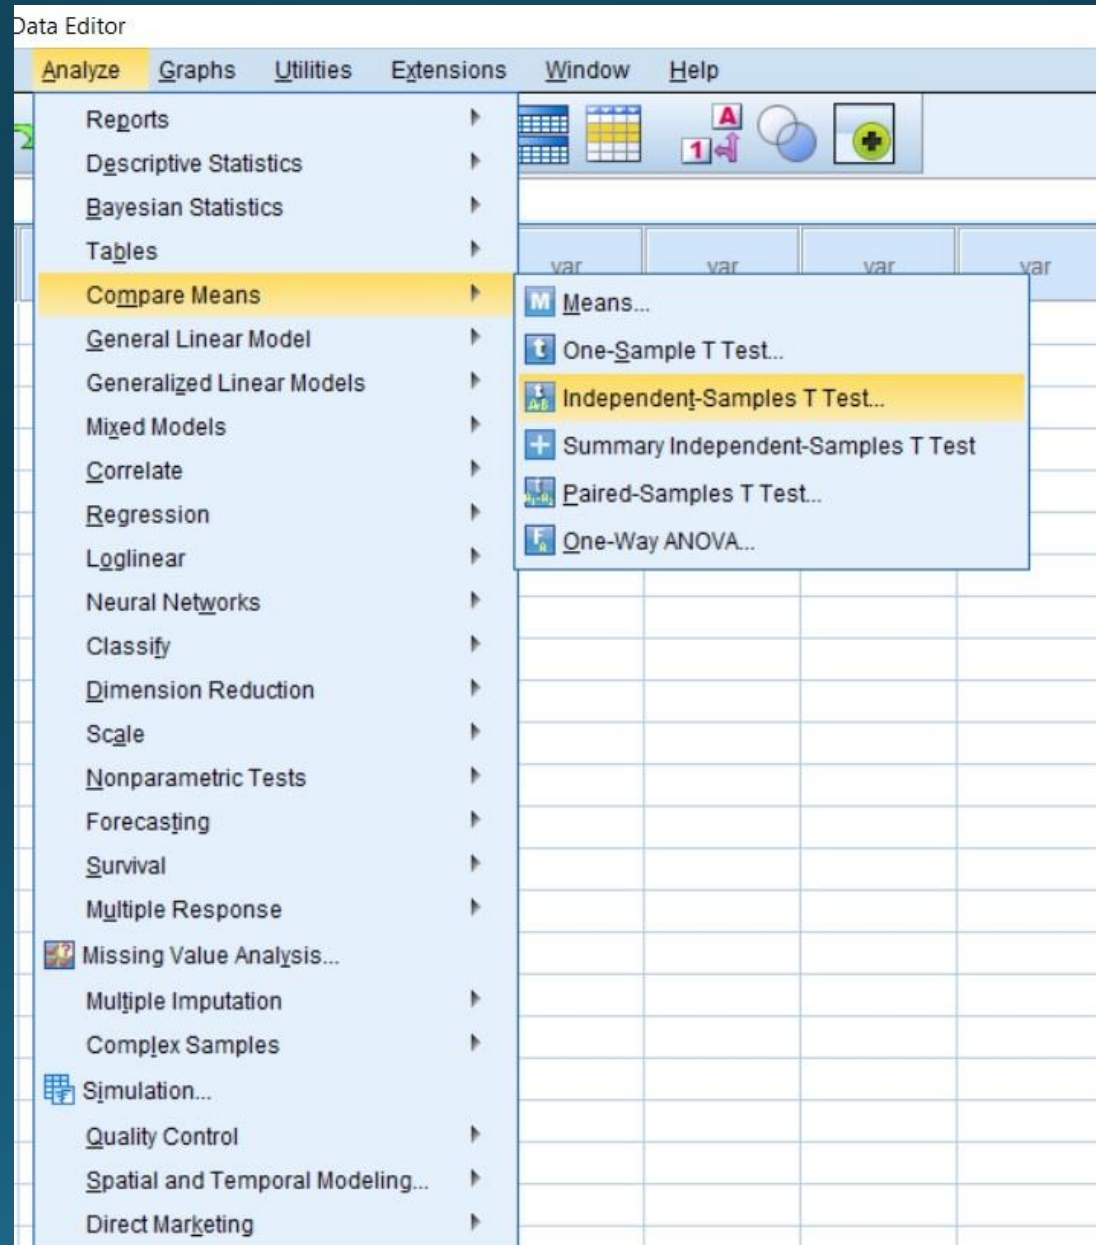 Data Editor
Analyze Graphs Utilities Extensions Window Help
A
1
Reports
Descriptive Statistics
Bayesian Statistics
Tables
var var var var
Compare Means
General Linear Model
Generalized Linear Models
Mixed Models
Correlate
Regression
Loglinear
Neural Networks
Classify
Dimension Reduction
Scale
Nonparametric Tests
Forecasting
Survival
Multiple Response
Missing Value Analysis...
Multiple Imputation
Complex Samples
Simulation...
Quality Control
Spatial and Temporal Modeling...
Direct Marketing
M Means...
t One-Sample T Test...
Independent-Samples T Test...
Summary Independent-Samples T Test
Paired-Samples T Test...
One-Way ANOVA...